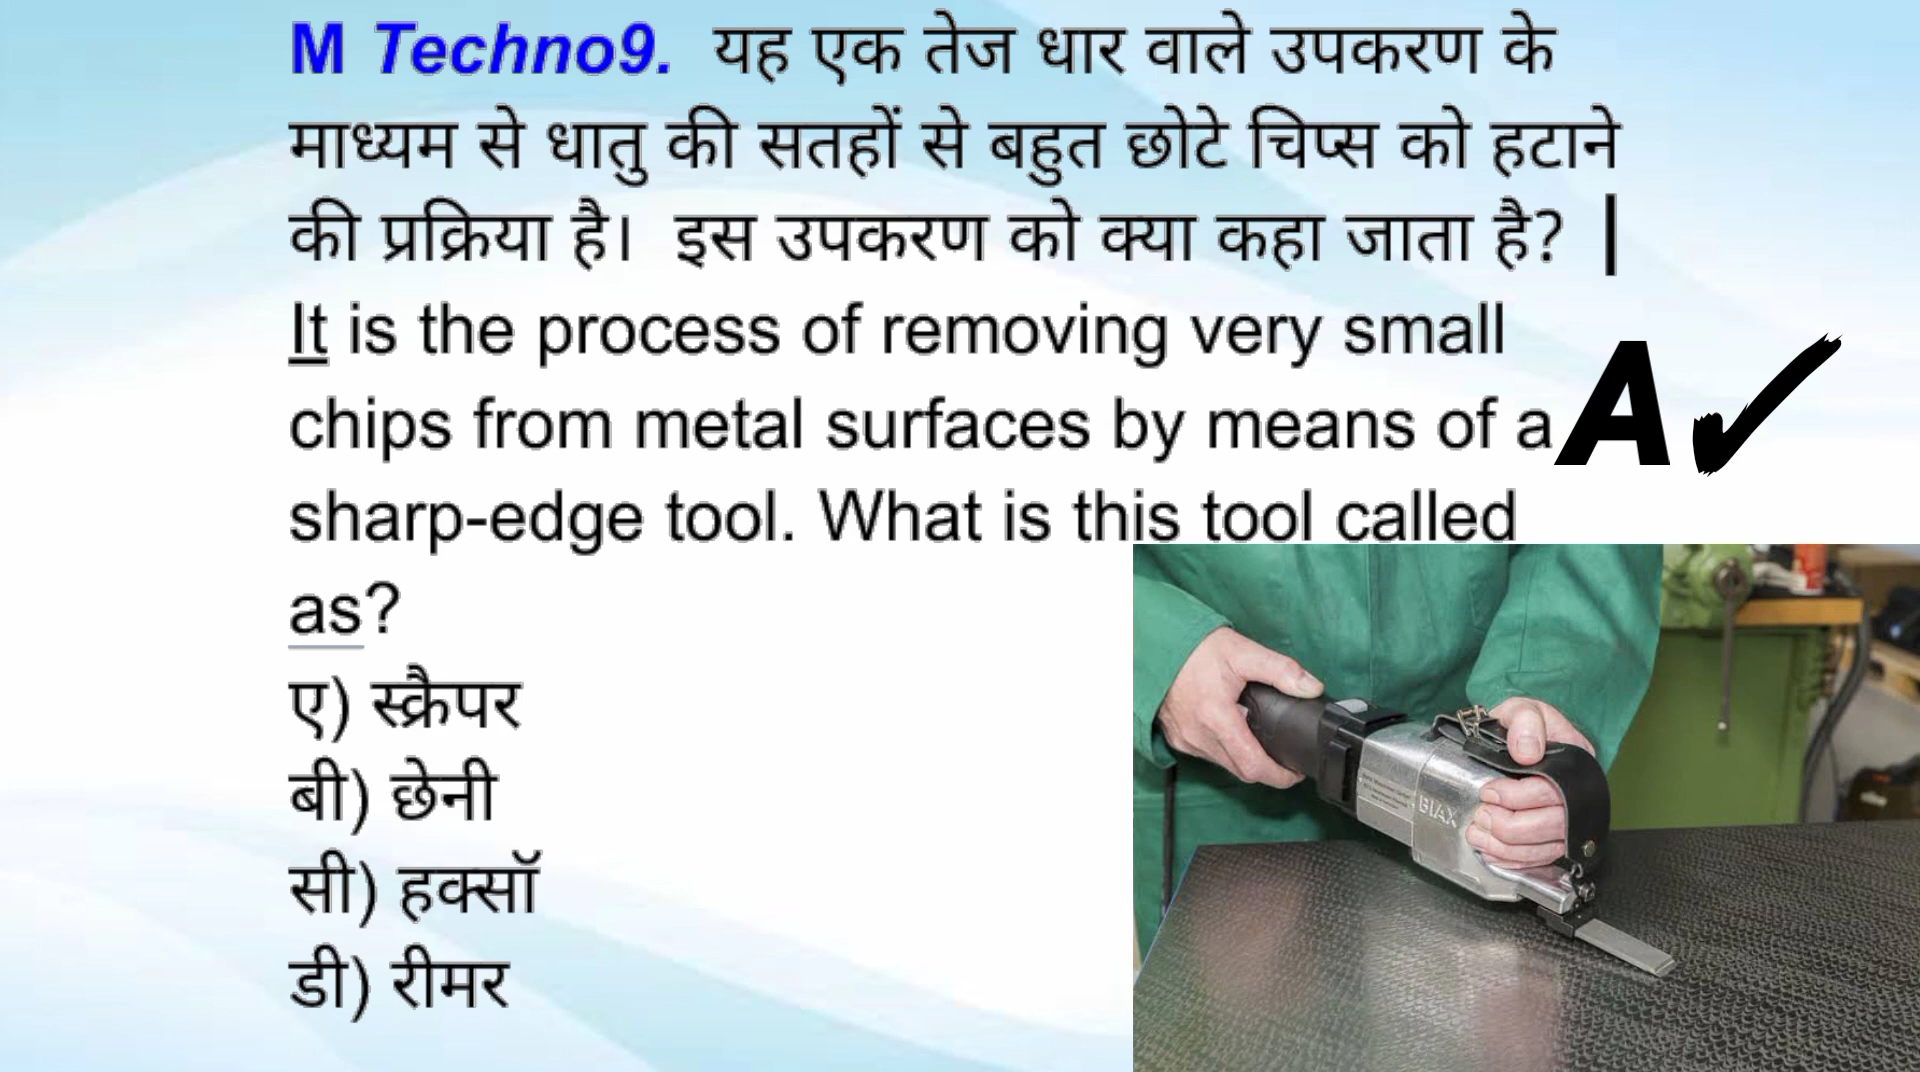 M Techno9. यह एक तेज धार वाले उपकरण के
माध्यम से धातु की सतहों से बहुत छोटे चिप्स को हटाने
की प्रक्रिया है। इस उपकरण को क्या कहा जाता है? |
It is the process of removing very small
chips from metal surfaces by means of a
sharp-edge tool. What is this tool called
as?
A✓
ए) स्क्रैपर
बी) छेनी
सी) हक्सॉ
डी) रीमर
BIAX